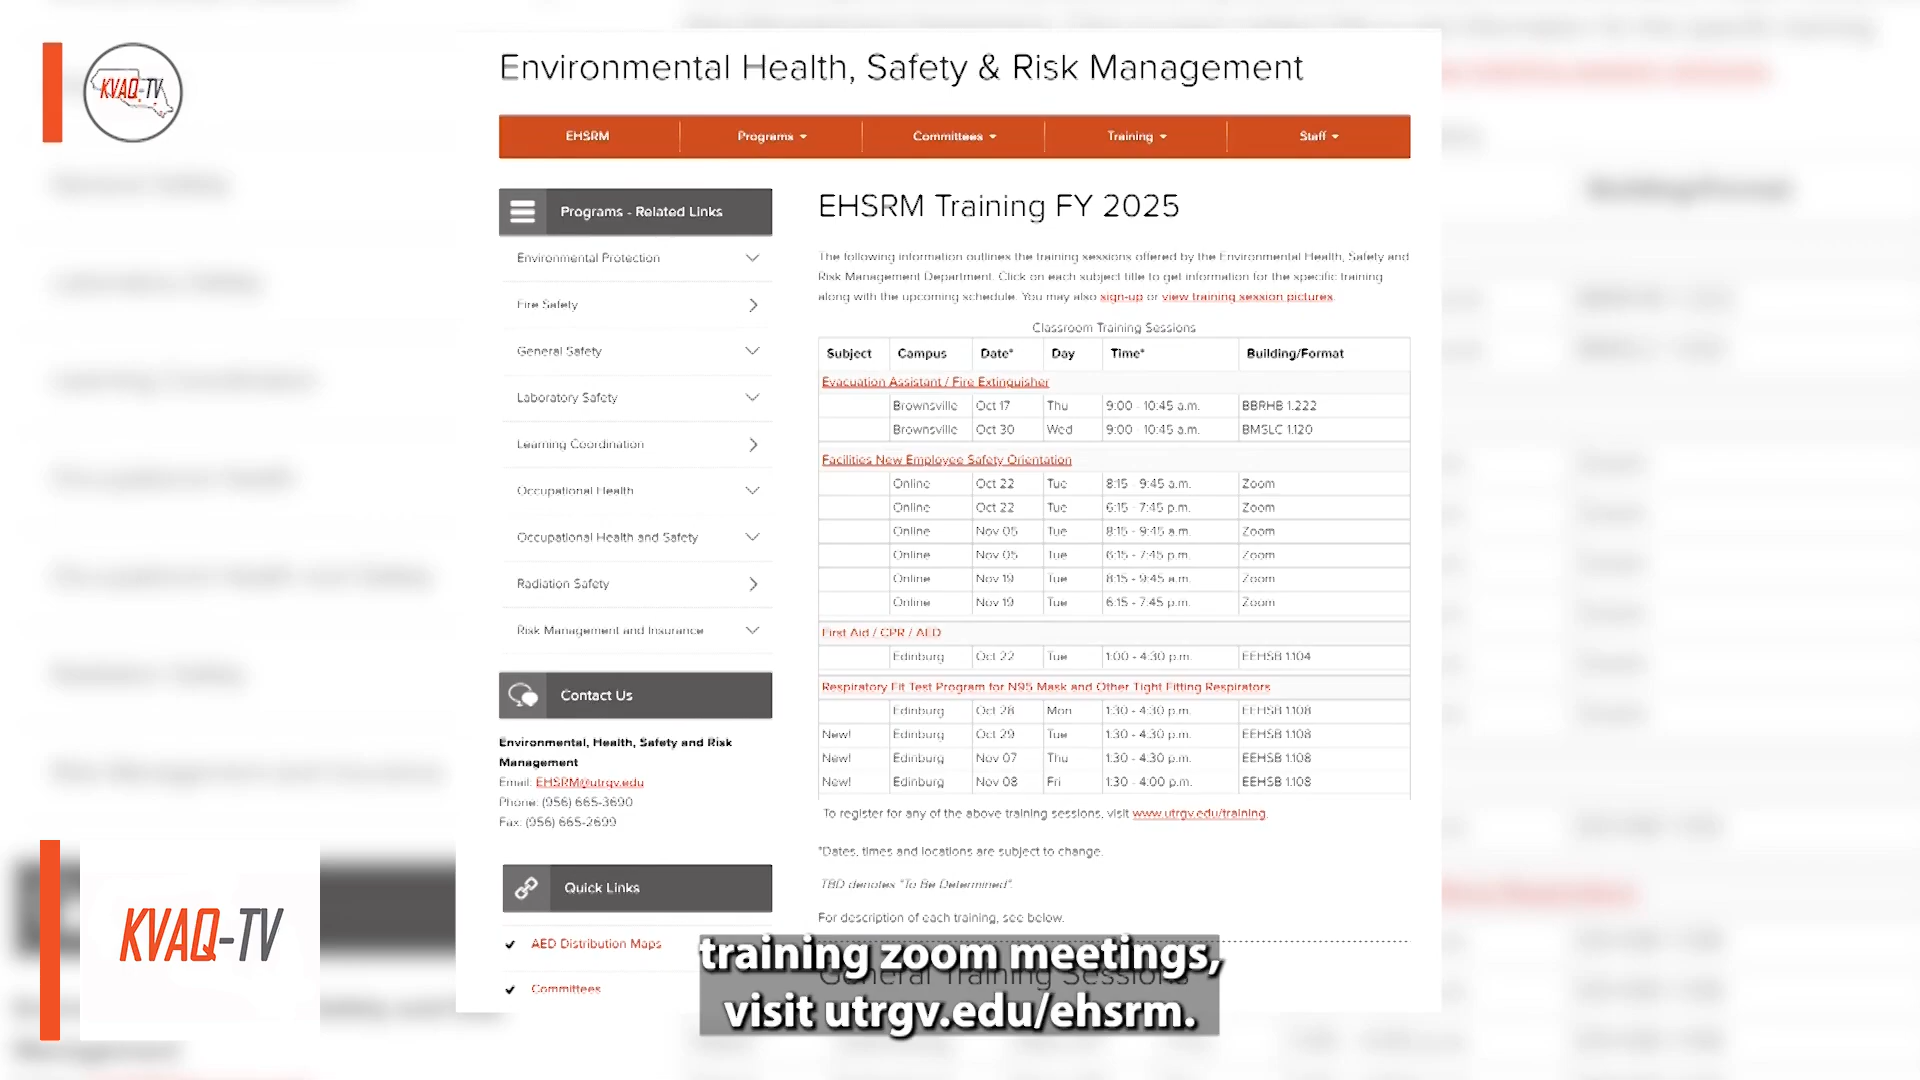 KVAQ-TV
Environmental Health, Safety & Risk Management
EHSRM
Programs
Committees
Training
Staff
Programs - Related Links
Environmental Protection
Fire Safety
General Safety
Laboratory Safety
Learning Coordination
Occupational Health
Occupational Health and Safety
Radiation Safety
Risk Management and Insurance
Contact Us
Environmental, Health, Safety and Risk
Management
Email: EHSRM@utrgv.edu
Phone: (956) 665-3690
Fax: (956) 665-2699
Quick Links
AED Distribution Maps
Committees
EHSRM Training FY 2025
The following information outlines the training sessions offered by the Environmental Health, Safety and
Risk Management Department. Click on each subject title to get information for the specific training
along with the upcoming schedule. You may also sign-up or view training session pictures.
Classroom Training Sessions
Subject Campus Date* Day Time* Building/Format
Evacuation Assistant / Fire Extinguisher
Brownsville Oct 17 Thu 9:00 - 10:45 a.m. BBRHB 1.222
Brownsville Oct 30 Wed 9:00 - 10:45 a.m. BMSLC 1.120
Facilities New Employee Safety Orientation
Online Oct 22 Tue 8:15 - 9:45 a.m. Zoom
Online Oct 22 Tue 6:15 - 7:45 p.m. Zoom
Online Nov 05 Tue 8:15 - 9:45 a.m. Zoom
Online Nov 05 Tue 6:15 - 7:45 p.m. Zoom
Online Nov 19 Tue 8:15 - 9:45 a.m. Zoom
Online Nov 19 Tue 6:15 - 7:45 p.m. Zoom
First Aid / CPR / AED
Edinburg Oct 22 Tue 1:00 - 4:30 p.m. EEHSB 1.104
Respiratory Fit Test Program for N95 Mask and Other Tight Fitting Respirators
Edinburg Oct 28 Mon 1:30 - 4:30 p.m. EEHSB 1.108
New! Edinburg Oct 29 Tue 1:30 - 4:30 p.m. EEHSB 1.108
New! Edinburg Nov 07 Thu 1:30 - 4:30 p.m. EEHSB 1.108
New! Edinburg Nov 08 Fri 1:30 - 4:00 p.m. EEHSB 1.108
To register for any of the above training sessions, visit www.utrgv.edu/training.
*Dates, times and locations are subject to change.
TBD denotes "To Be Determined".
For description of each training, see below.
General Training Sessions
training zoom meetings,
visit utrgv.edu/ehsrm.
KVAQ-TV